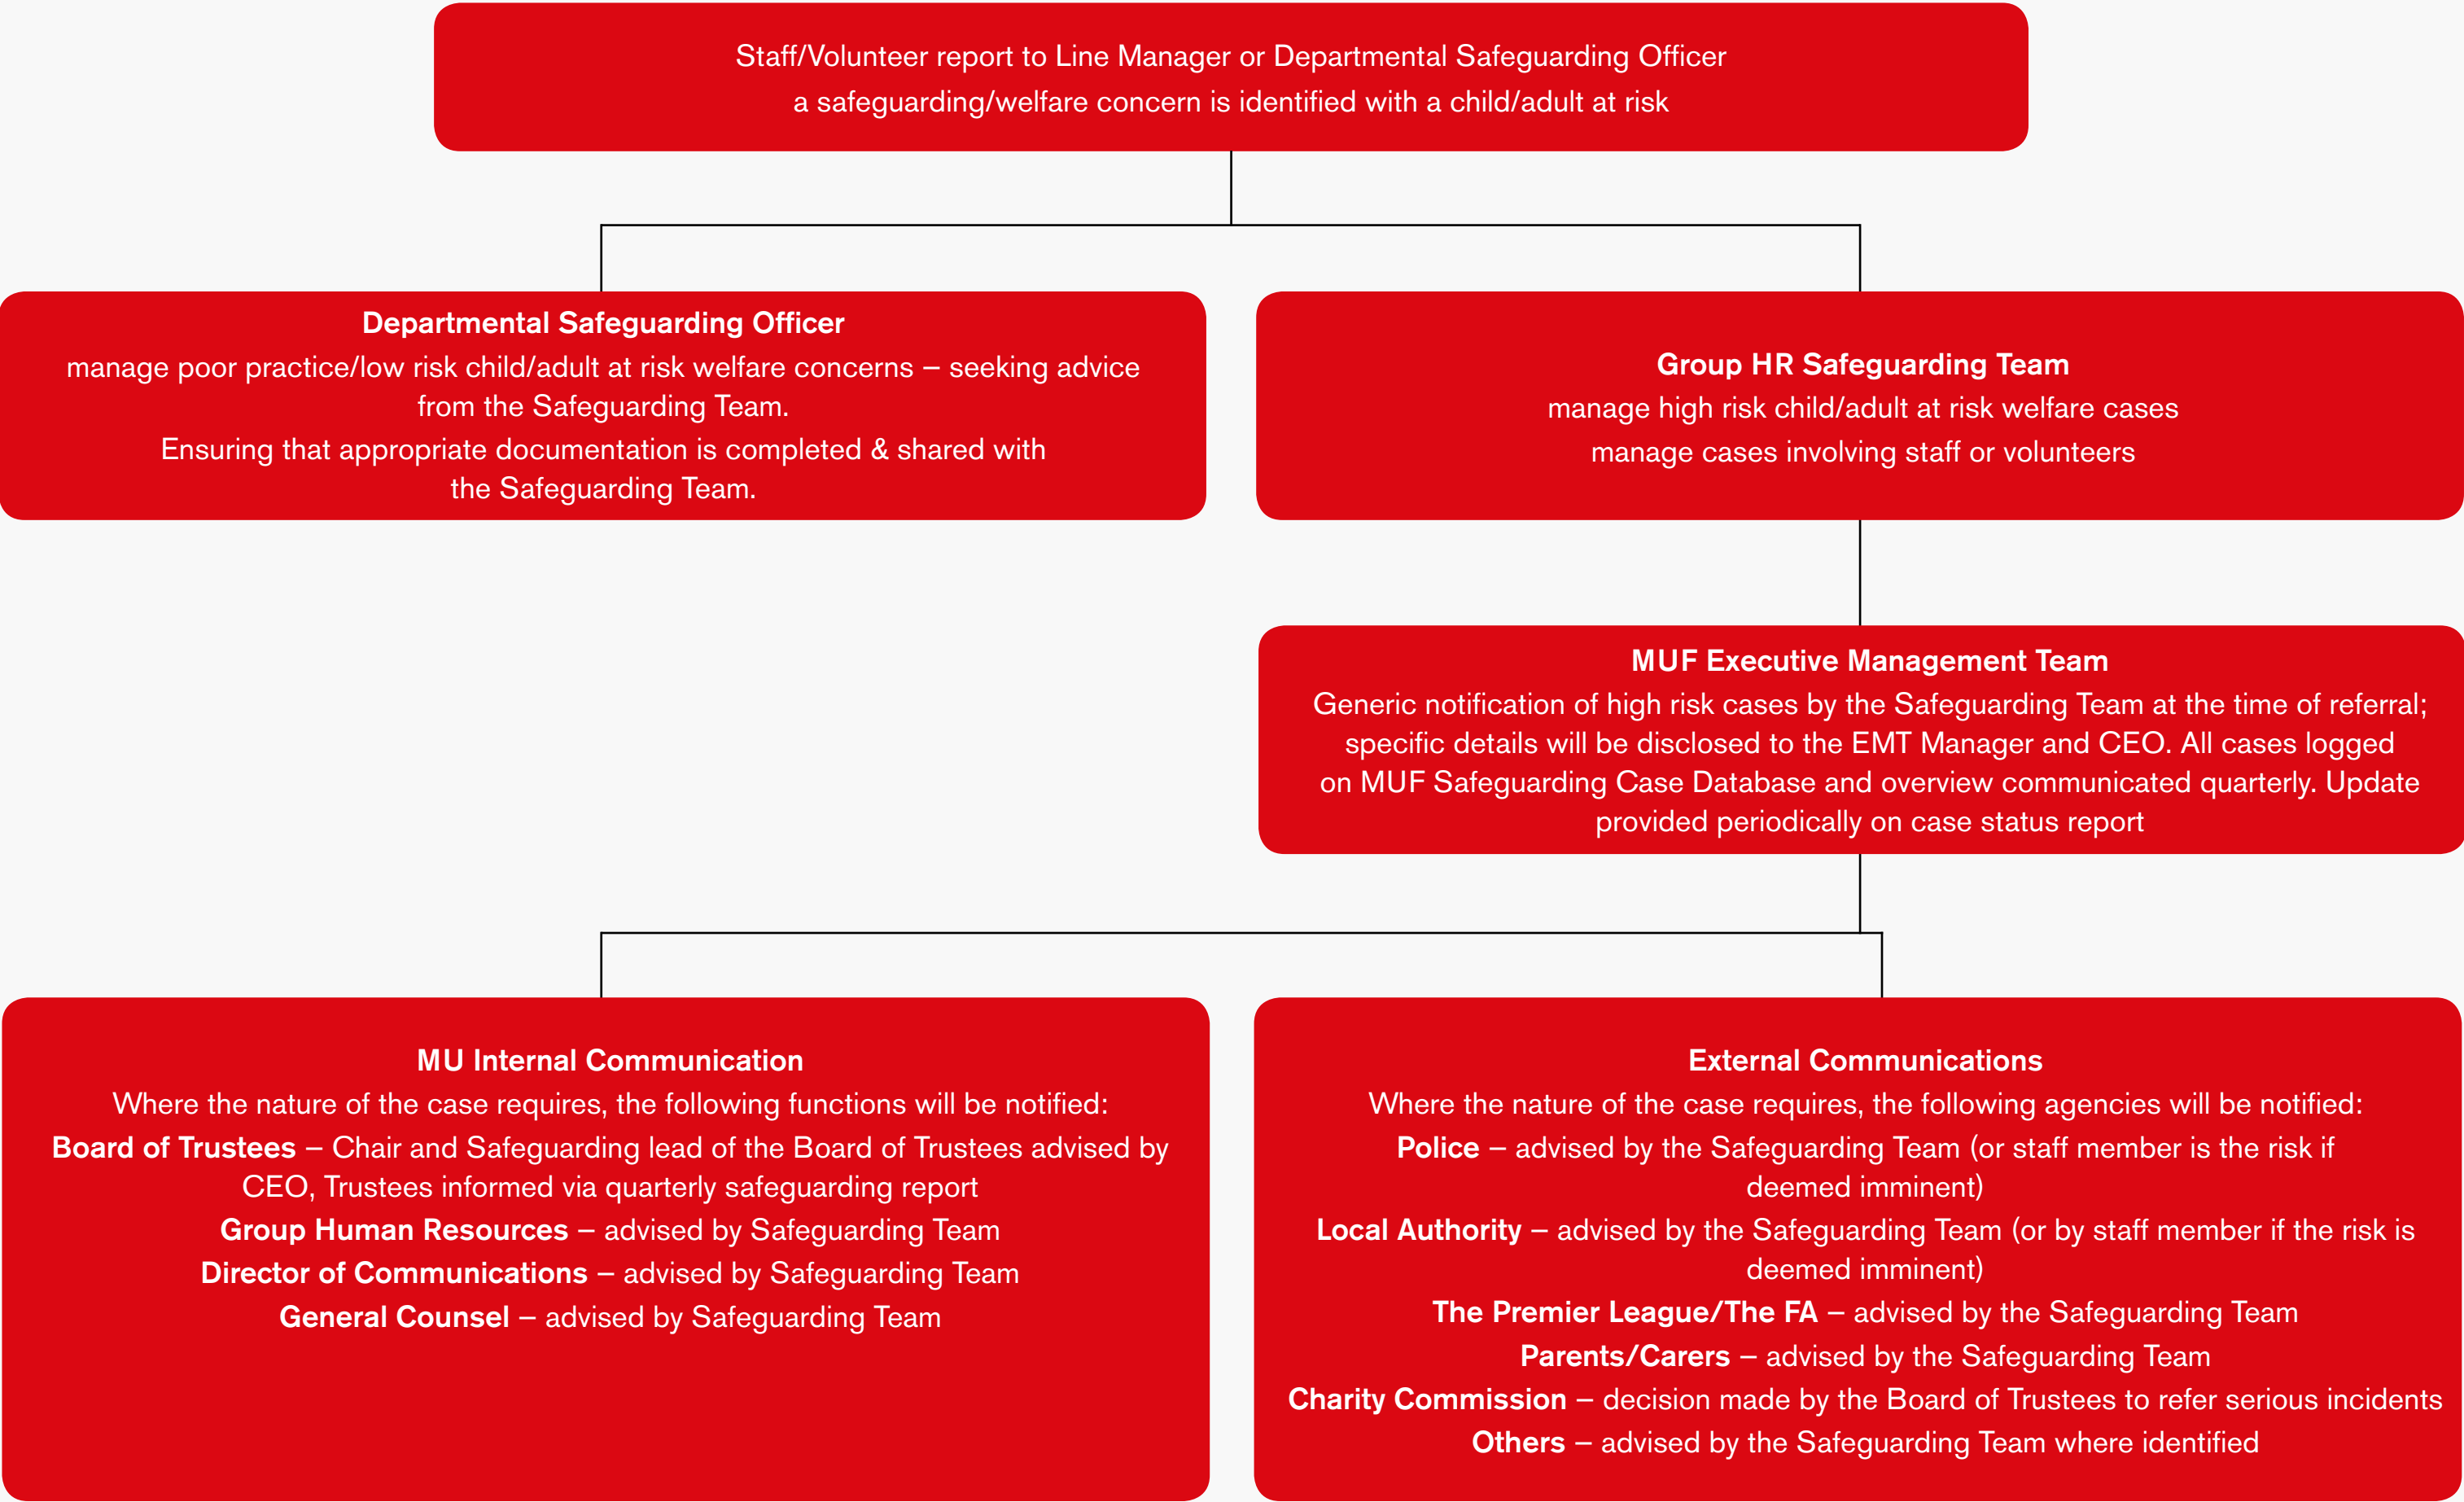 Staff/Volunteer report to Line Manager or Departmental Safeguarding Officer
a safeguarding/welfare concern is identified with a child/adult at risk
Departmental Safeguarding Officer
manage poor practice/low risk child/adult at risk welfare concerns – seeking advice
from the Safeguarding Team.
Ensuring that appropriate documentation is completed & shared with
the Safeguarding Team.
Group HR Safeguarding Team
manage high risk child/adult at risk welfare cases
manage cases involving staff or volunteers
MUF Executive Management Team
Generic notification of high risk cases by the Safeguarding Team at the time of referral;
specific details will be disclosed to the EMT Manager and CEO. All cases logged
on MUF Safeguarding Case Database and overview communicated quarterly. Update
provided periodically on case status report
MU Internal Communication
Where the nature of the case requires, the following functions will be notified:
Board of Trustees – Chair and Safeguarding lead of the Board of Trustees advised by
CEO, Trustees informed via quarterly safeguarding report
Group Human Resources – advised by Safeguarding Team
Director of Communications – advised by Safeguarding Team
General Counsel – advised by Safeguarding Team
External Communications
Where the nature of the case requires, the following agencies will be notified:
Police – advised by the Safeguarding Team (or staff member is the risk if
deemed imminent)
Local Authority – advised by the Safeguarding Team (or by staff member if the risk is
deemed imminent)
The Premier League/The FA – advised by the Safeguarding Team
Parents/Carers – advised by the Safeguarding Team
Charity Commission – decision made by the Board of Trustees to refer serious incidents
Others – advised by the Safeguarding Team where identified